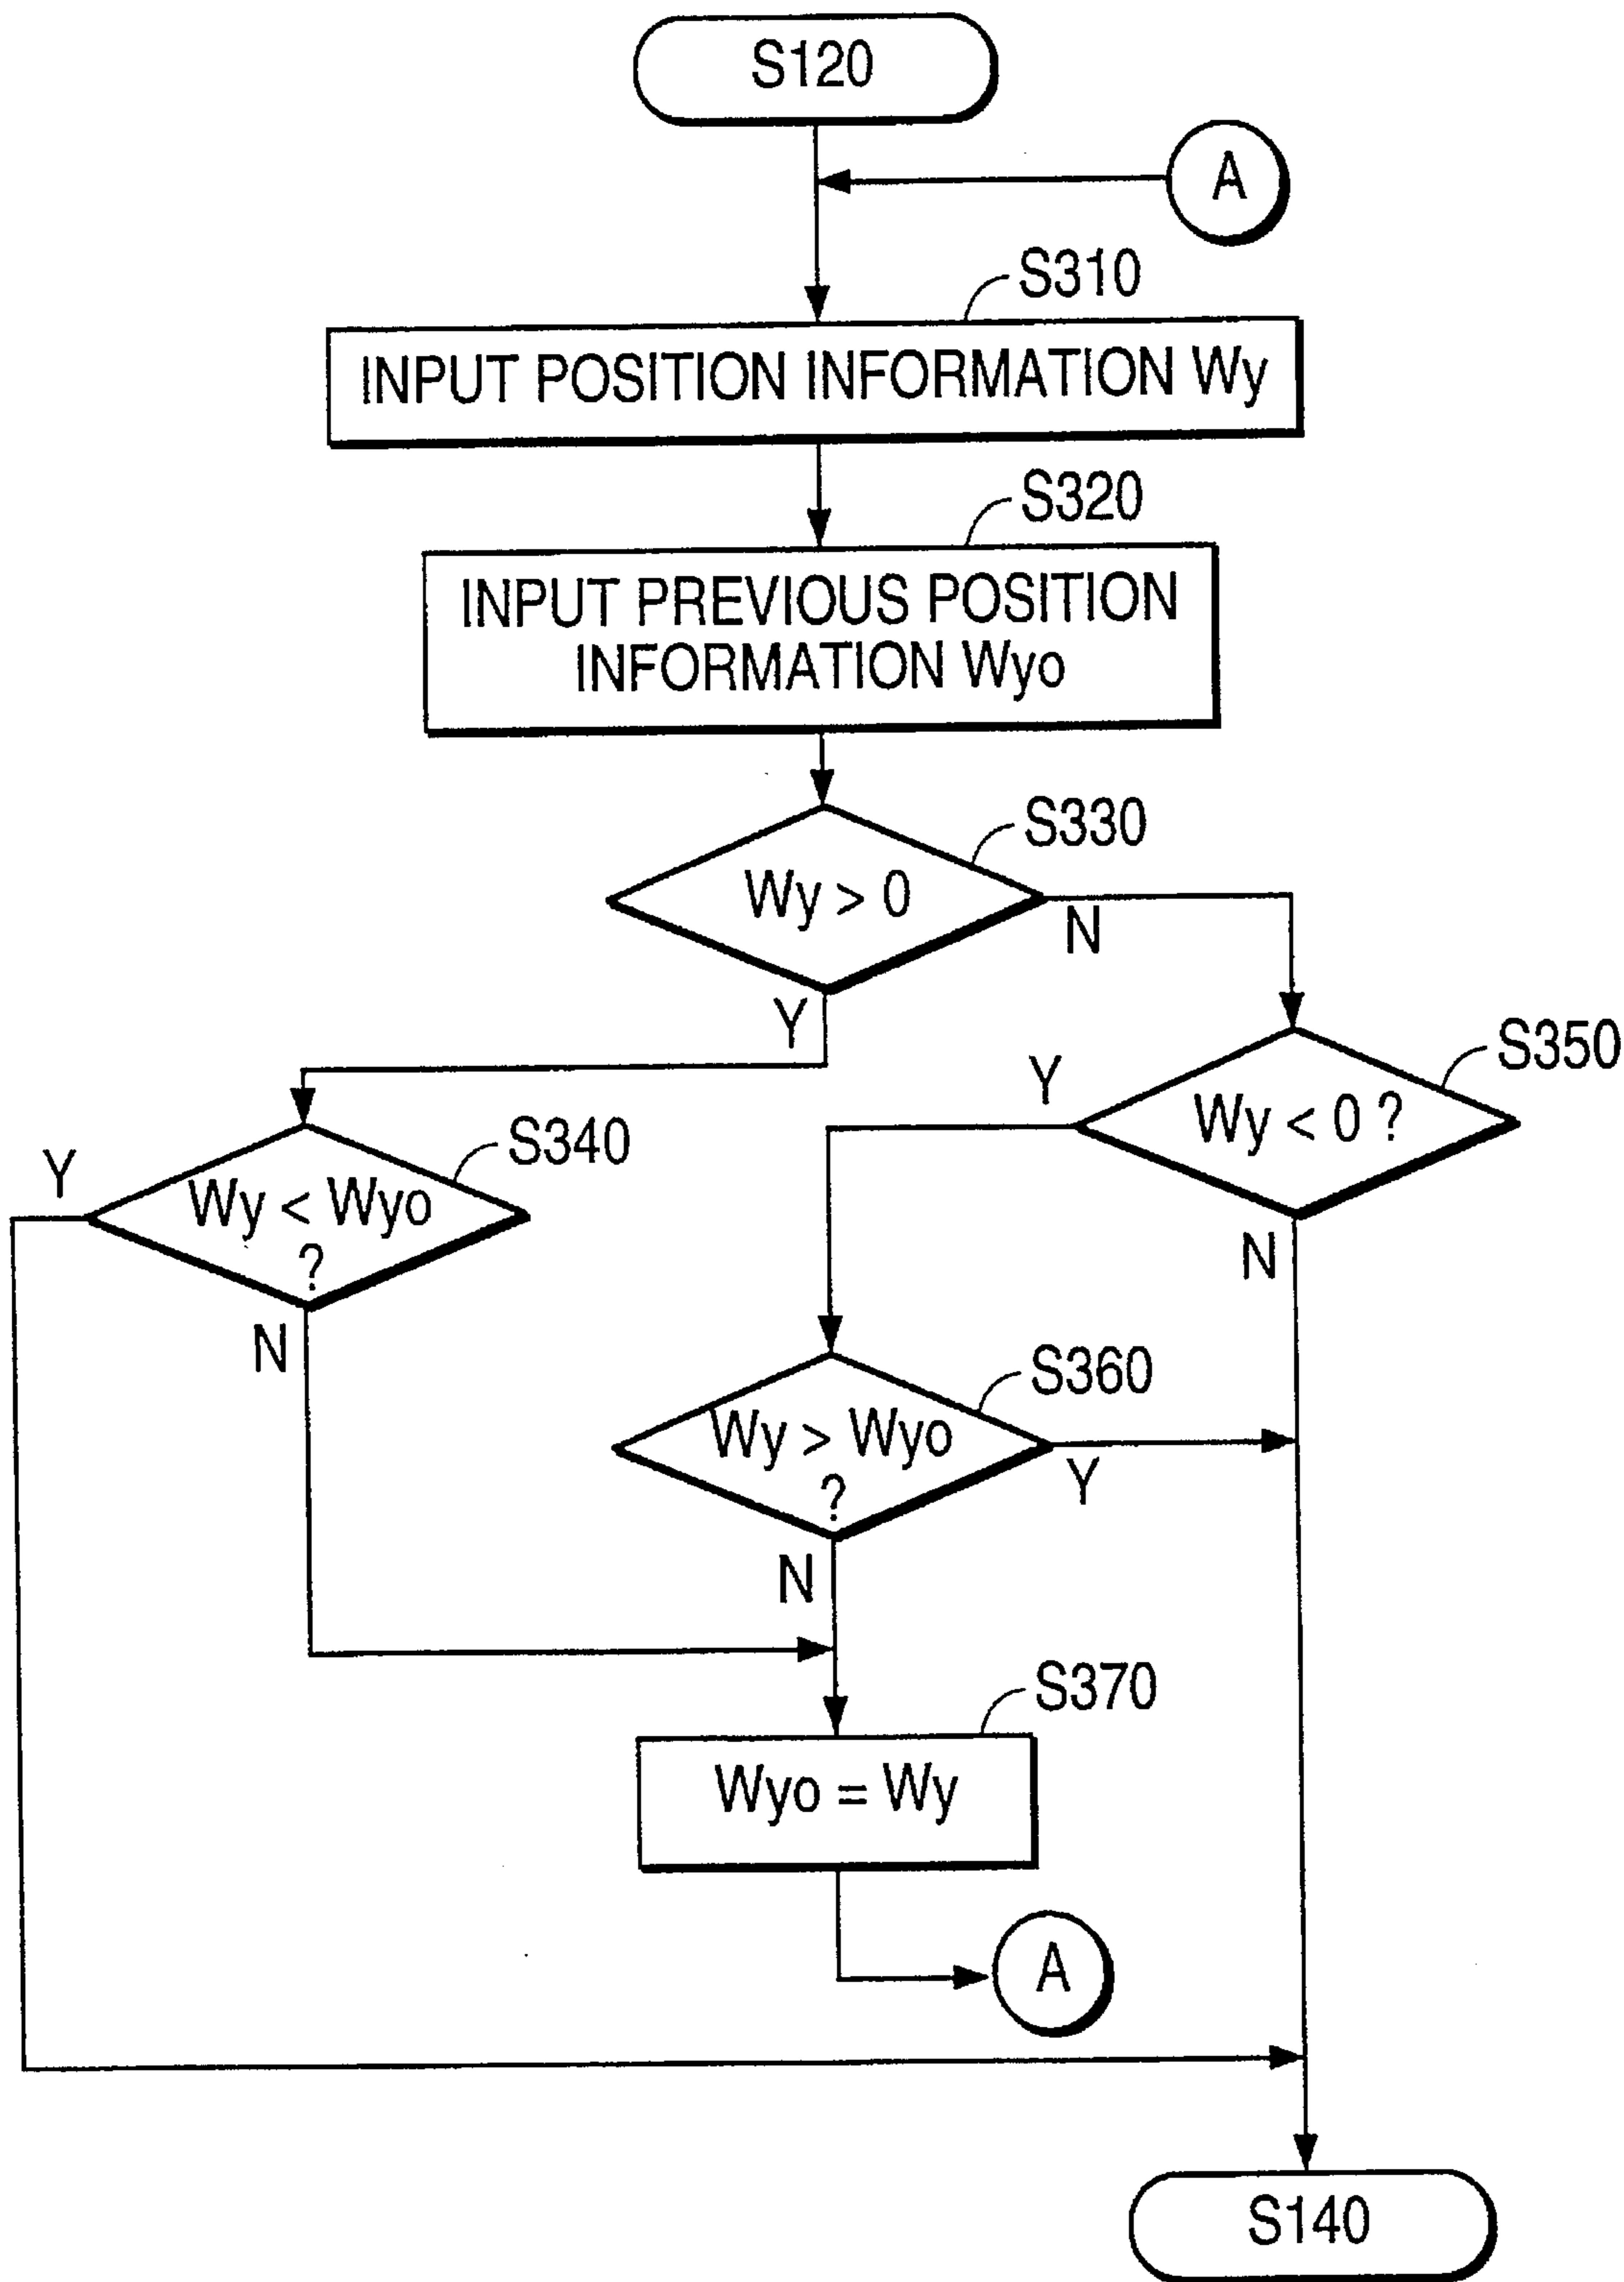 S120
A
S310
INPUT POSITION INFORMATION Wy
S320
INPUT PREVIOUS POSITION
INFORMATION Wyo
S330
Wy > 0
N
Y
S350
Y
Wy < 0 ?
N
S340
Y
Wy < Wyo
?
N
S360
Wy > Wyo
?
Y
N
S370
Wyo = Wy
A
S140